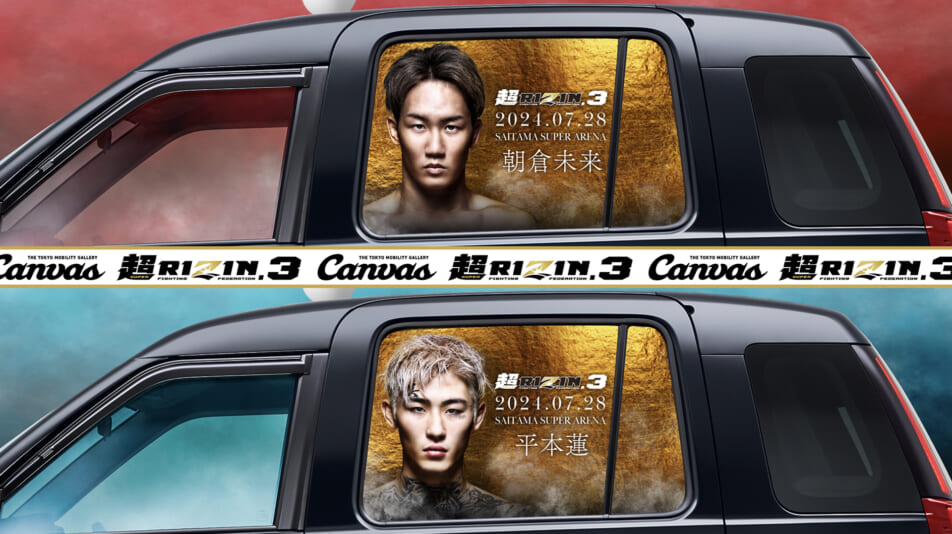 超RIZIN.3
2024.07.28
SAITAMA SUPER ARENA
朝倉未来
THE TOKYO MOBILITY GALLERY
Canvas
超RIZIN.3
SUPER FIGHTING FEDERATION
THE TOKYO MOBILITY GALLERY
Canvas
超RIZIN.3
SUPER FIGHTING FEDERATION
THE TOKYO MOBILITY GALLERY
Canvas
超RIZIN.3
SUPER FIGHTING FEDERATION
超RIZIN.3
2024.07.28
SAITAMA SUPER ARENA
平本蓮